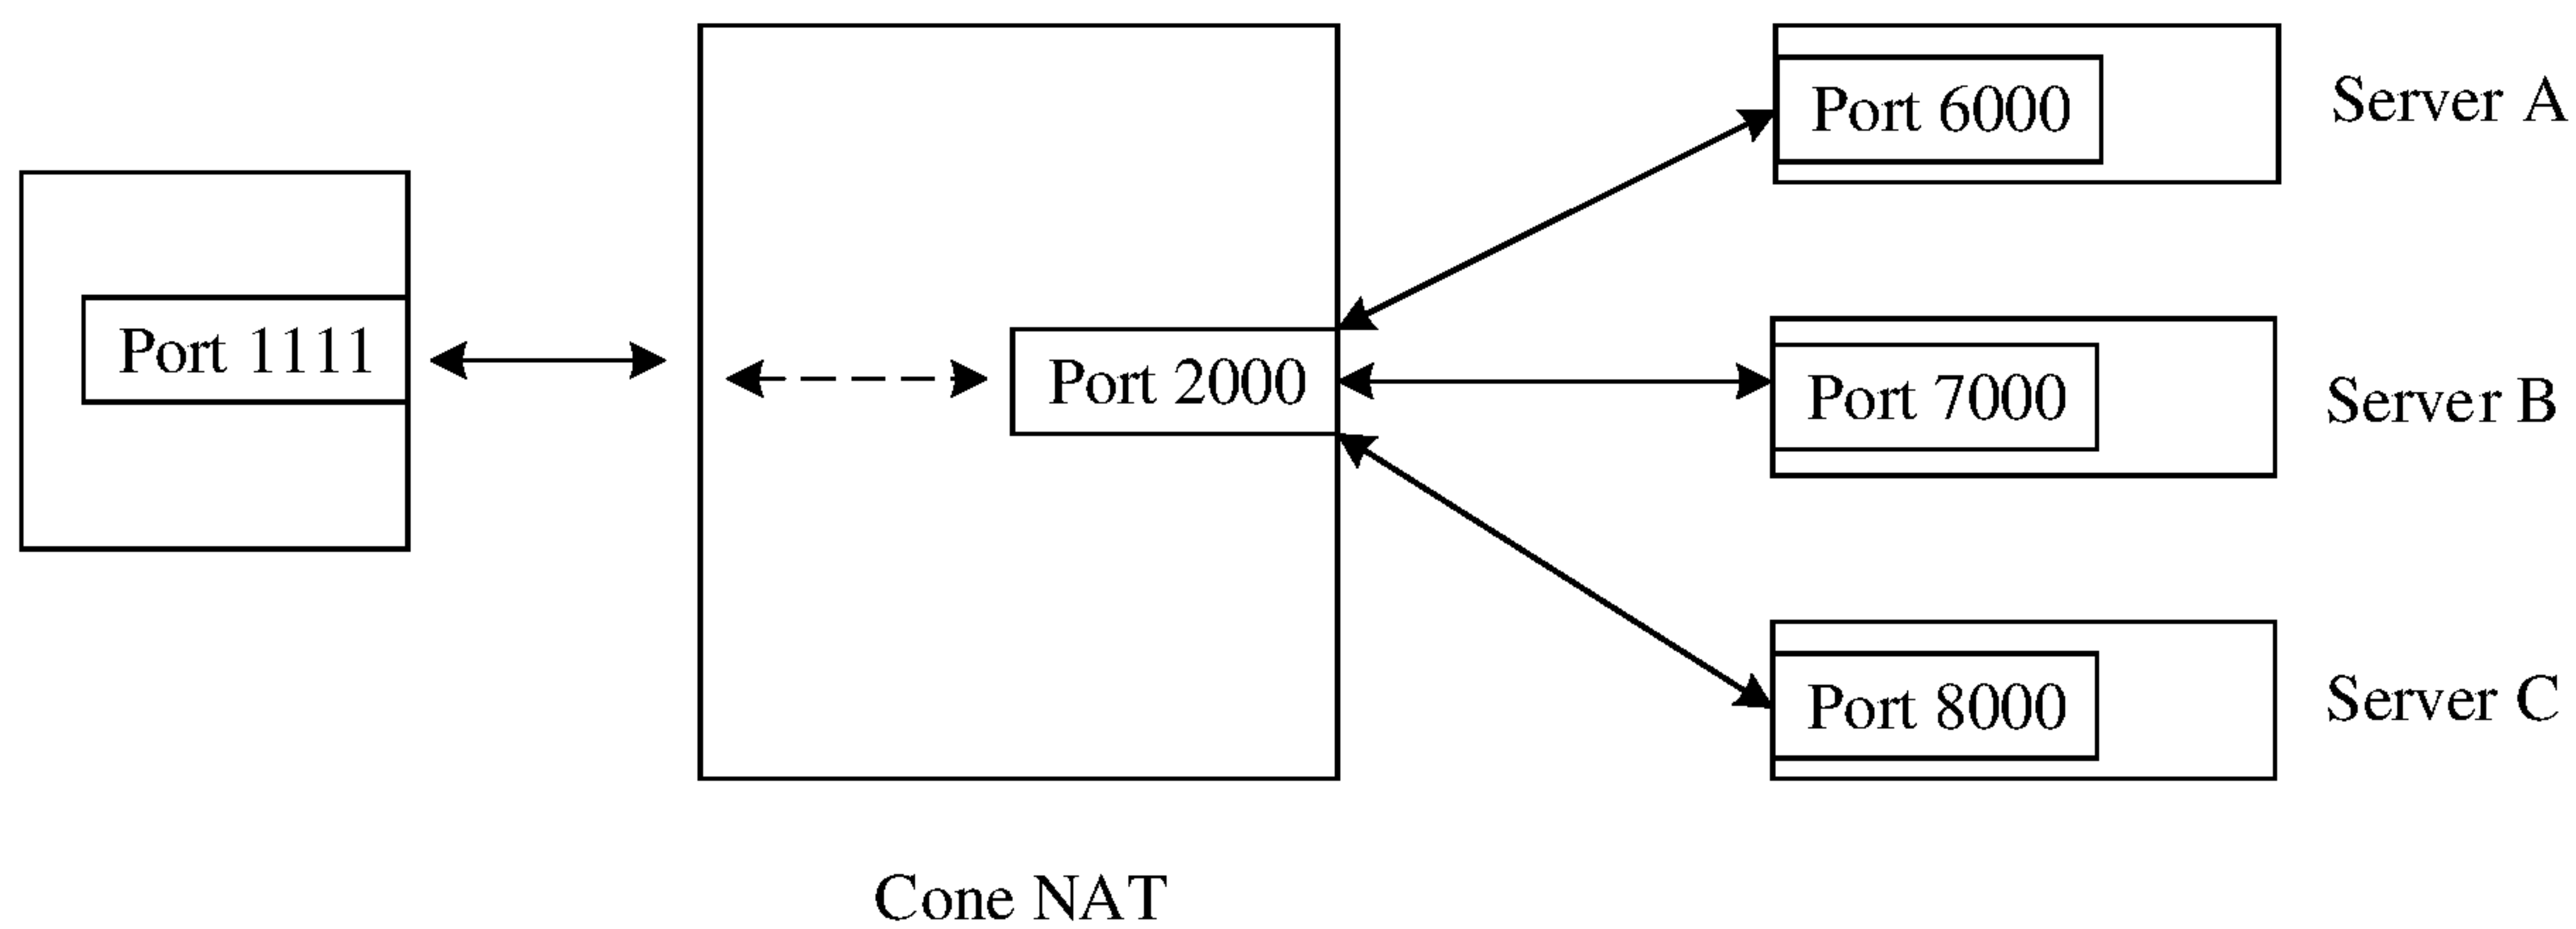 Port 6000
Server A
Port 1111
Port 2000
Port 7000
Server B
Port 8000
Server C
Cone NAT